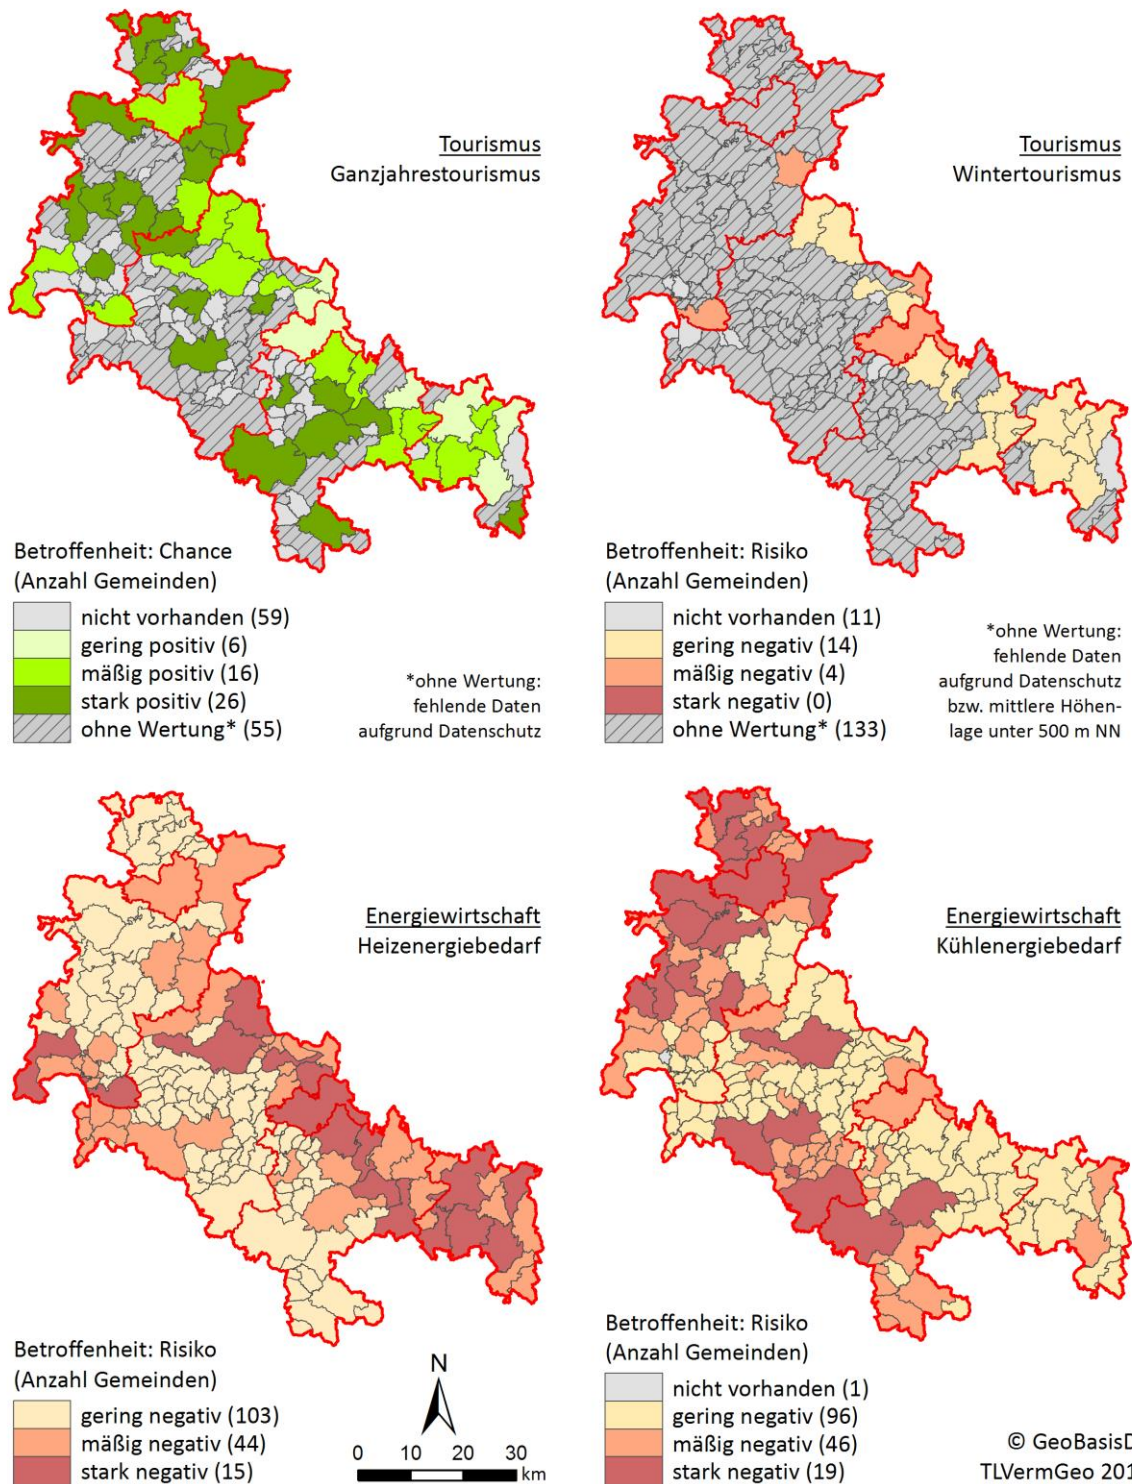 Tourismus
Ganzjahrestourismus
Betroffenheit: Chance
(Anzahl Gemeinden)
nicht vorhanden (59)
gering positiv (6)
mäßig positiv (16)
stark positiv (26)
ohne Wertung* (55)
*ohne Wertung:
fehlende Daten
aufgrund Datenschutz
Tourismus
Wintertourismus
Betroffenheit: Risiko
(Anzahl Gemeinden)
nicht vorhanden (11)
gering negativ (14)
mäßig negativ (4)
stark negativ (0)
ohne Wertung* (133)
*ohne Wertung:
fehlende Daten
aufgrund Datenschutz
bzw. mittlere Höhen-
lage unter 500 m NN
Energiewirtschaft
Heizenergiebedarf
Betroffenheit: Risiko
(Anzahl Gemeinden)
gering negativ (103)
mäßig negativ (44)
stark negativ (15)
N
0 10 20 30
km
Energiewirtschaft
Kühlenergiebedarf
Betroffenheit: Risiko
(Anzahl Gemeinden)
nicht vorhanden (1)
gering negativ (96)
mäßig negativ (46)
stark negativ (19)
© GeoBasisD
TLVermGeo 201